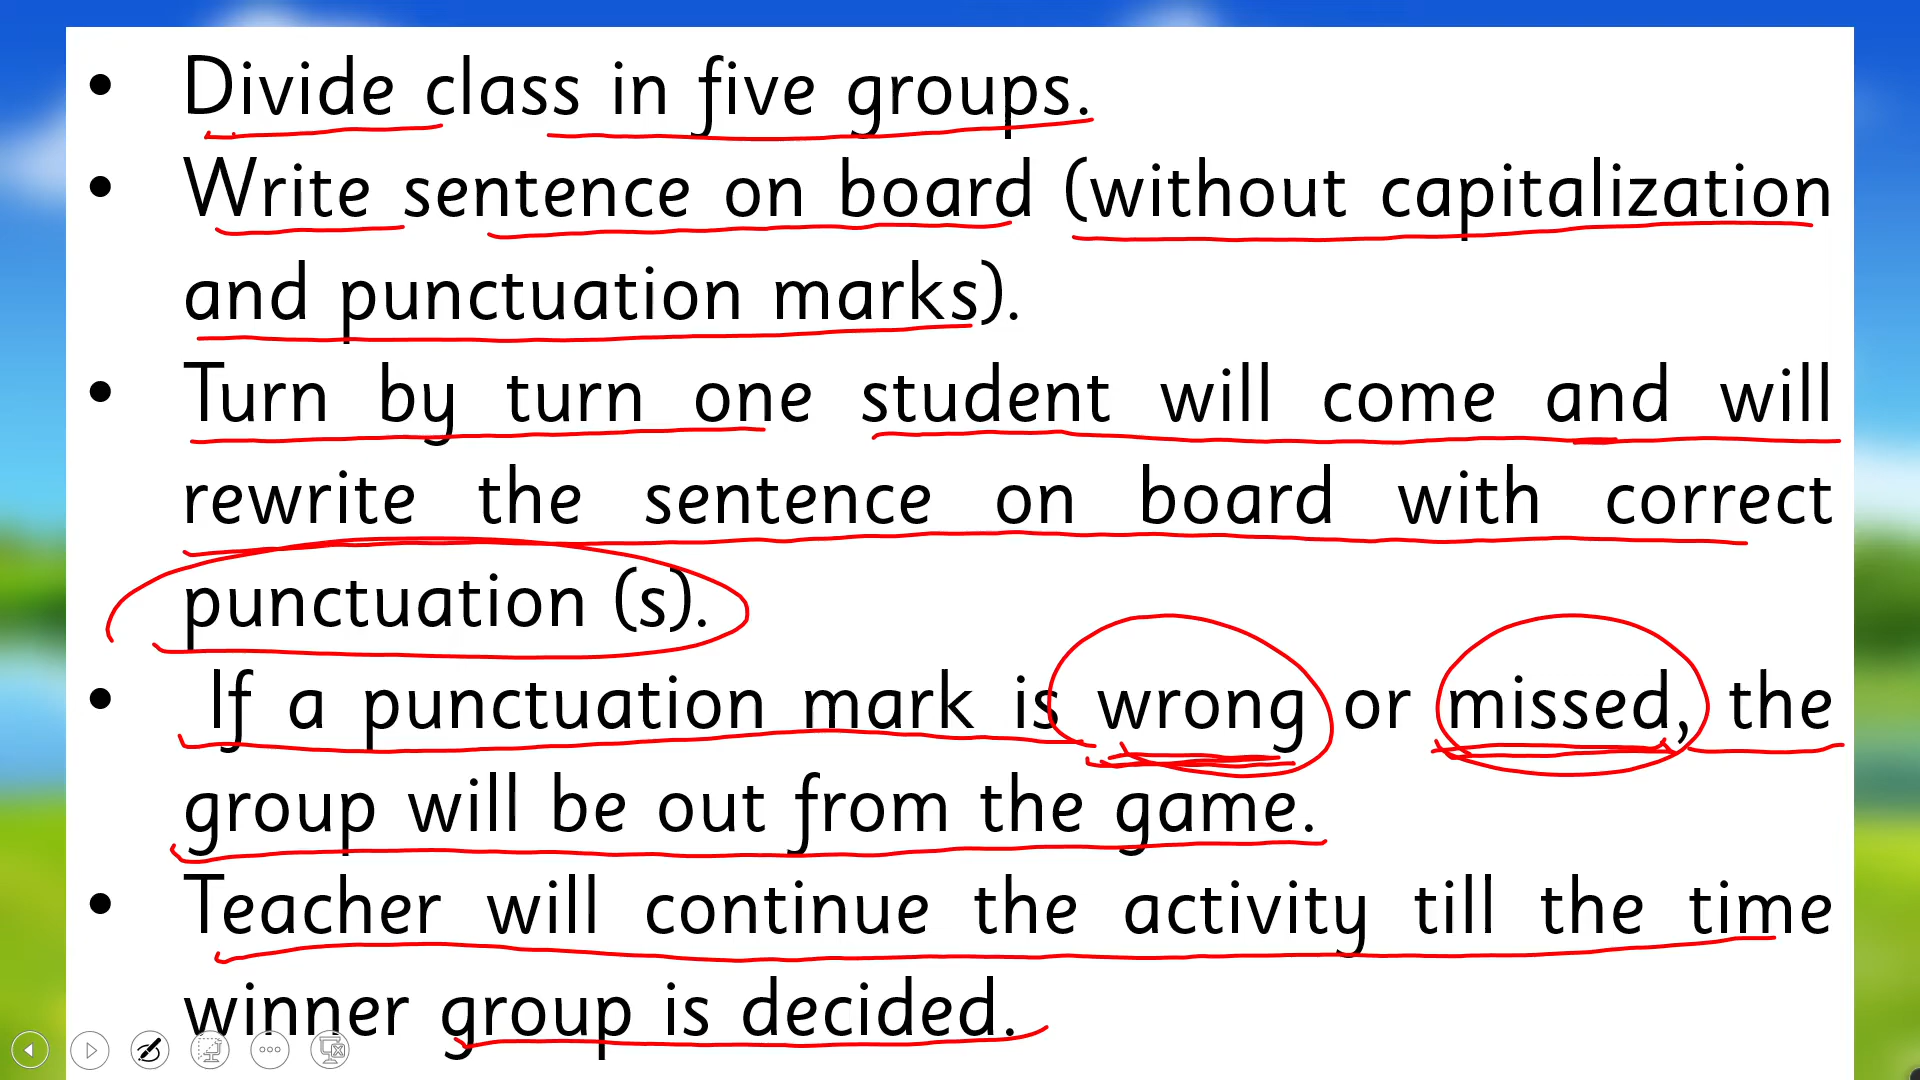 • Divide class in five groups.
• Write sentence on board (without capitalization
and punctuation marks).
• Turn by turn one student will come and will
rewrite the sentence on board with correct
punctuation (s).
• If a punctuation mark is wrong or missed, the
group will be out from the game.
• Teacher will continue the activity till the time
winner group is decided.